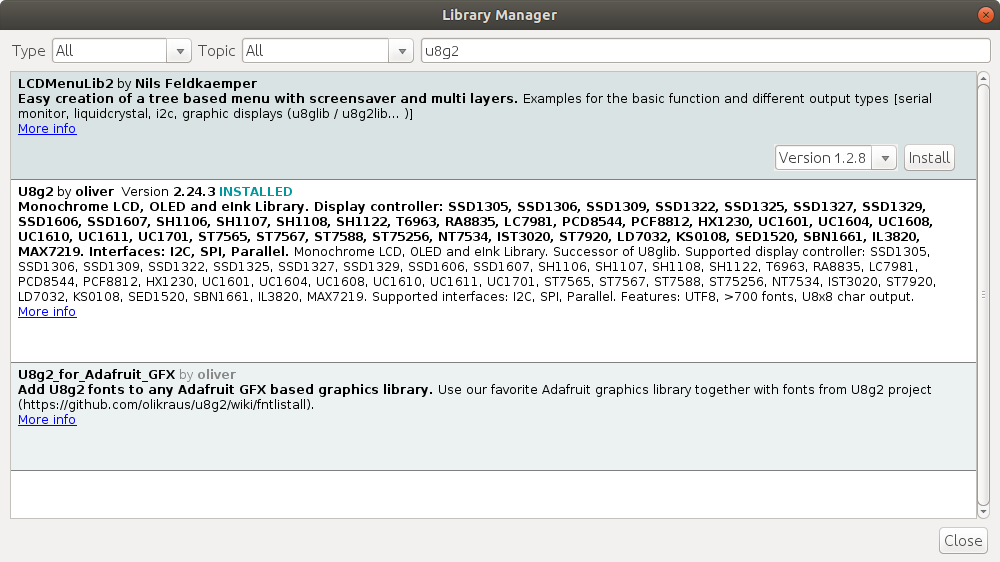 Library Manager
Type All Topic All u8g2
LCDMenuLib2 by Nils Feldkaemper
Easy creation of a tree based menu with screensaver and multi layers. Examples for the basic function and different output types [serial
monitor, liquidcrystal, i2c, graphic displays (u8glib / u8g2lib... )]
More info
Version 1.2.8 Install
U8g2 by oliver Version 2.24.3 INSTALLED
Monochrome LCD, OLED and eInk Library. Display controller: SSD1305, SSD1306, SSD1309, SSD1322, SSD1325, SSD1327, SSD1329,
SSD1606, SSD1607, SH1106, SH1107, SH1108, SH1122, T6963, RA8835, LC7981, PCD8544, PCF8812, HX1230, UC1601, UC1604, UC1608,
UC1610, UC1611, UC1701, ST7565, ST7567, ST7588, ST75256, NT7534, IST3020, ST7920, LD7032, KS0108, SED1520, SBN1661, IL3820,
MAX7219. Interfaces: I2C, SPI, Parallel. Monochrome LCD, OLED and eInk Library. Successor of U8glib. Supported display controller: SSD1305,
SSD1306, SSD1309, SSD1322, SSD1325, SSD1327, SSD1329, SSD1606, SSD1607, SH1106, SH1107, SH1108, SH1122, T6963, RA8835, LC7981,
PCD8544, PCF8812, HX1230, UC1601, UC1604, UC1608, UC1610, UC1611, UC1701, ST7565, ST7567, ST7588, ST75256, NT7534, IST3020, ST7920,
LD7032, KS0108, SED1520, SBN1661, IL3820, MAX7219. Supported interfaces: I2C, SPI, Parallel. Features: UTF8, >700 fonts, U8x8 char output.
More info
U8g2_for_Adafruit_GFX by oliver
Add U8g2 fonts to any Adafruit GFX based graphics library. Use our favorite Adafruit graphics library together with fonts from U8g2 project
(https://github.com/olikraus/u8g2/wiki/fntlistall).
More info
Close